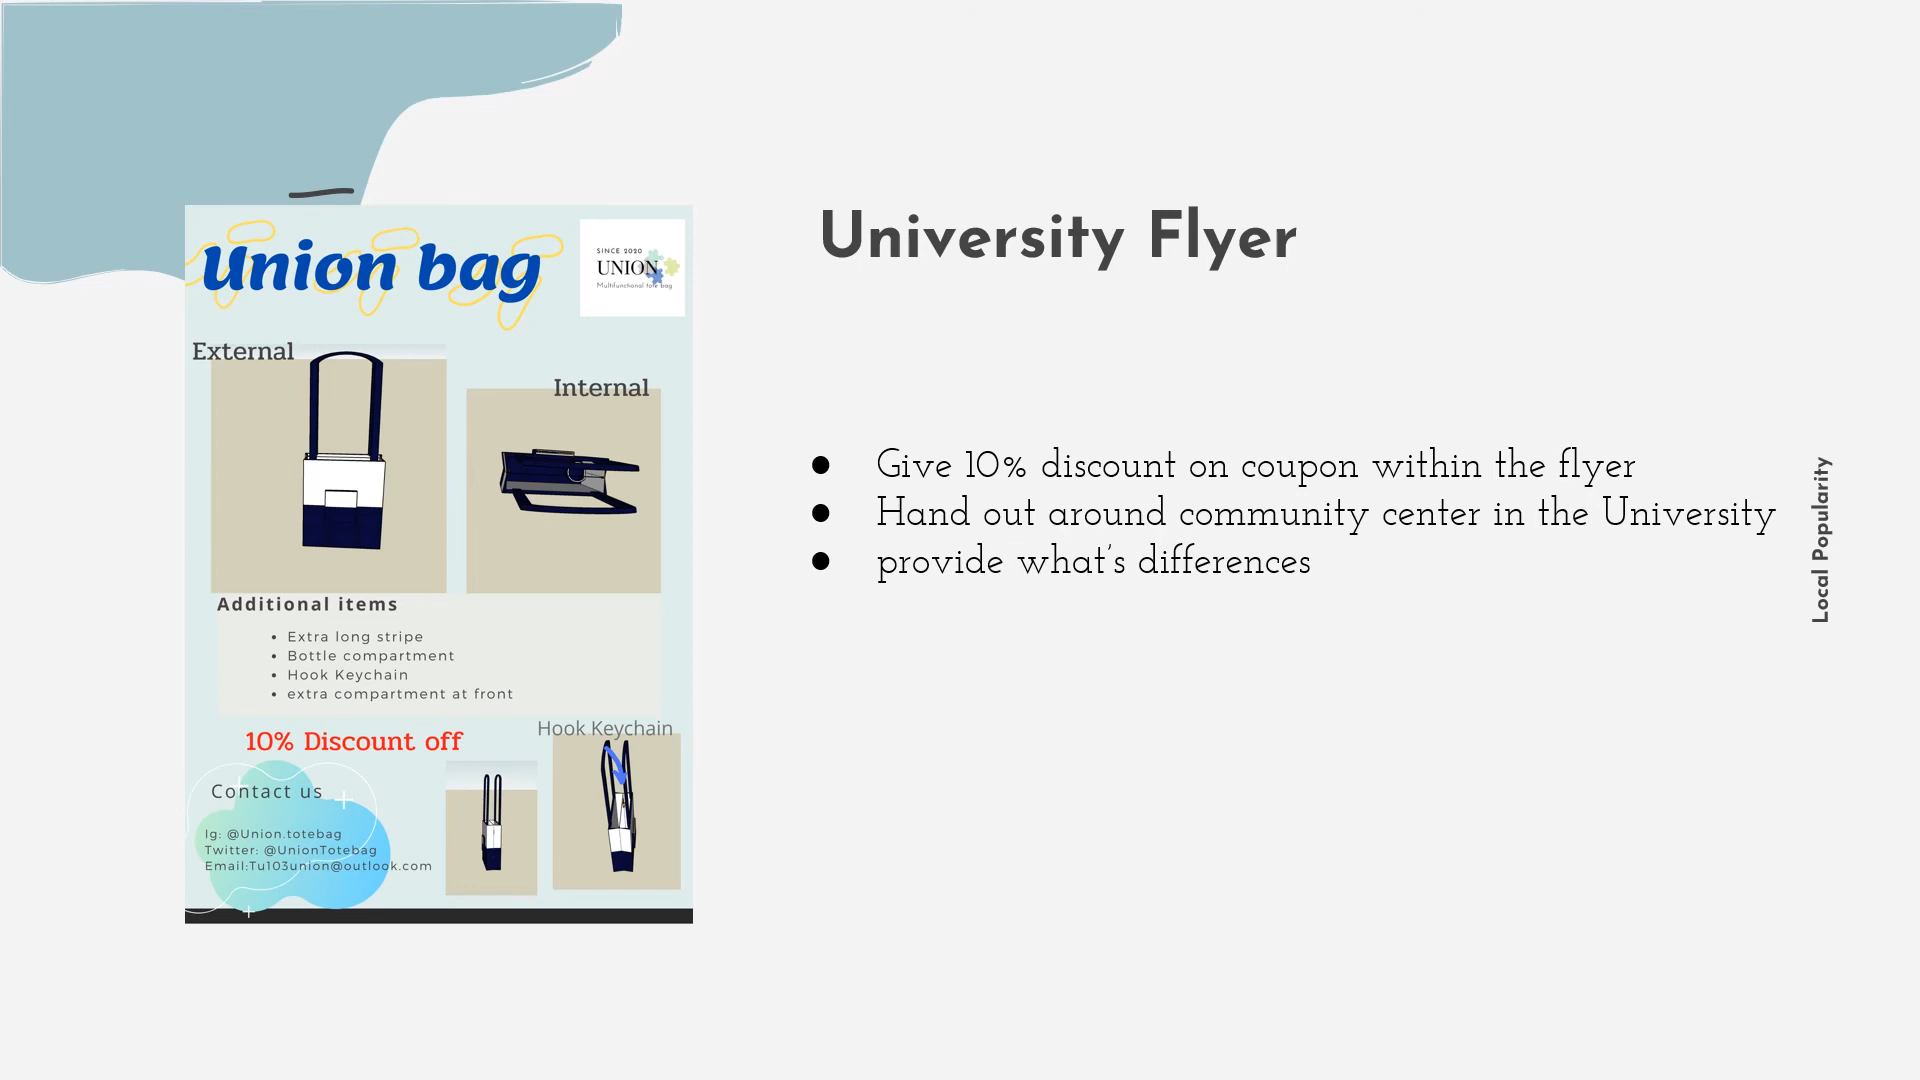 Union bag
SINCE 2020
UNION
Multifunchonal tote bag
External
Internal
Additional items
Extra long stripe
Bottle compartment
Hook Keychain
extra compartment at front
10% Discount off
Hook Keychain
Contact us
Ig: @Union.totebag
Twitter: @UnionTotebag
Email:Tu103union@outlook.com
University Flyer
Give 10% discount on coupon within the flyer
Hand out around community center in the University
provide what's differences
Local Popularity